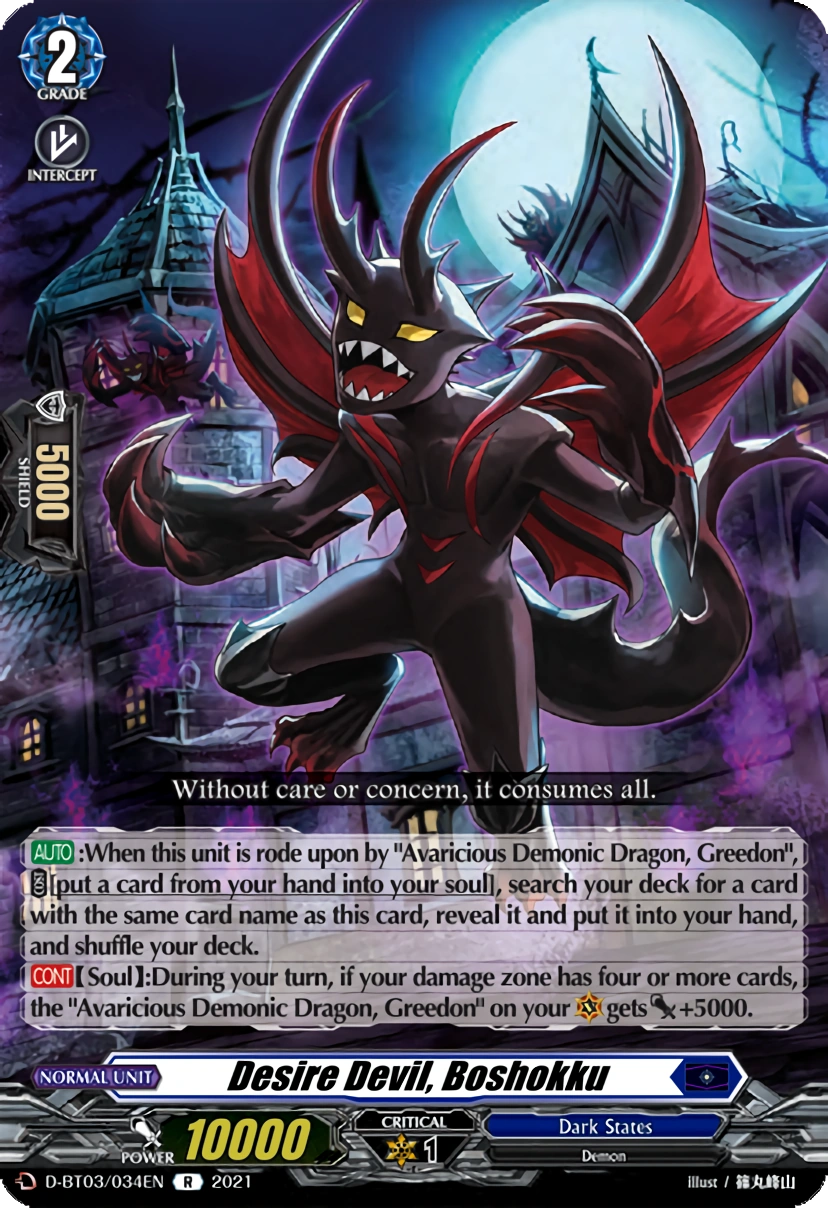 2
GRADE
INTERCEPT
5000
SHIELD
Without care or concern, it consumes all.
AUTO:When this unit is rode upon by "Avaricious Demonic Dragon, Greedon",
COST[put a card from your hand into your soul], search your deck for a card
with the same card name as this card, reveal it and put it into your hand,
and shuffle your deck.
CONT【Soul】:During your turn, if your damage zone has four or more cards,
the "Avaricious Demonic Dragon, Greedon" on your gets +5000.
NORMAL UNIT
Desire Devil, Boshokku
POWER 10000
CRITICAL
1
Dark States
Demon
D-BT03/034EN R 2021
illust / 篠丸峰山